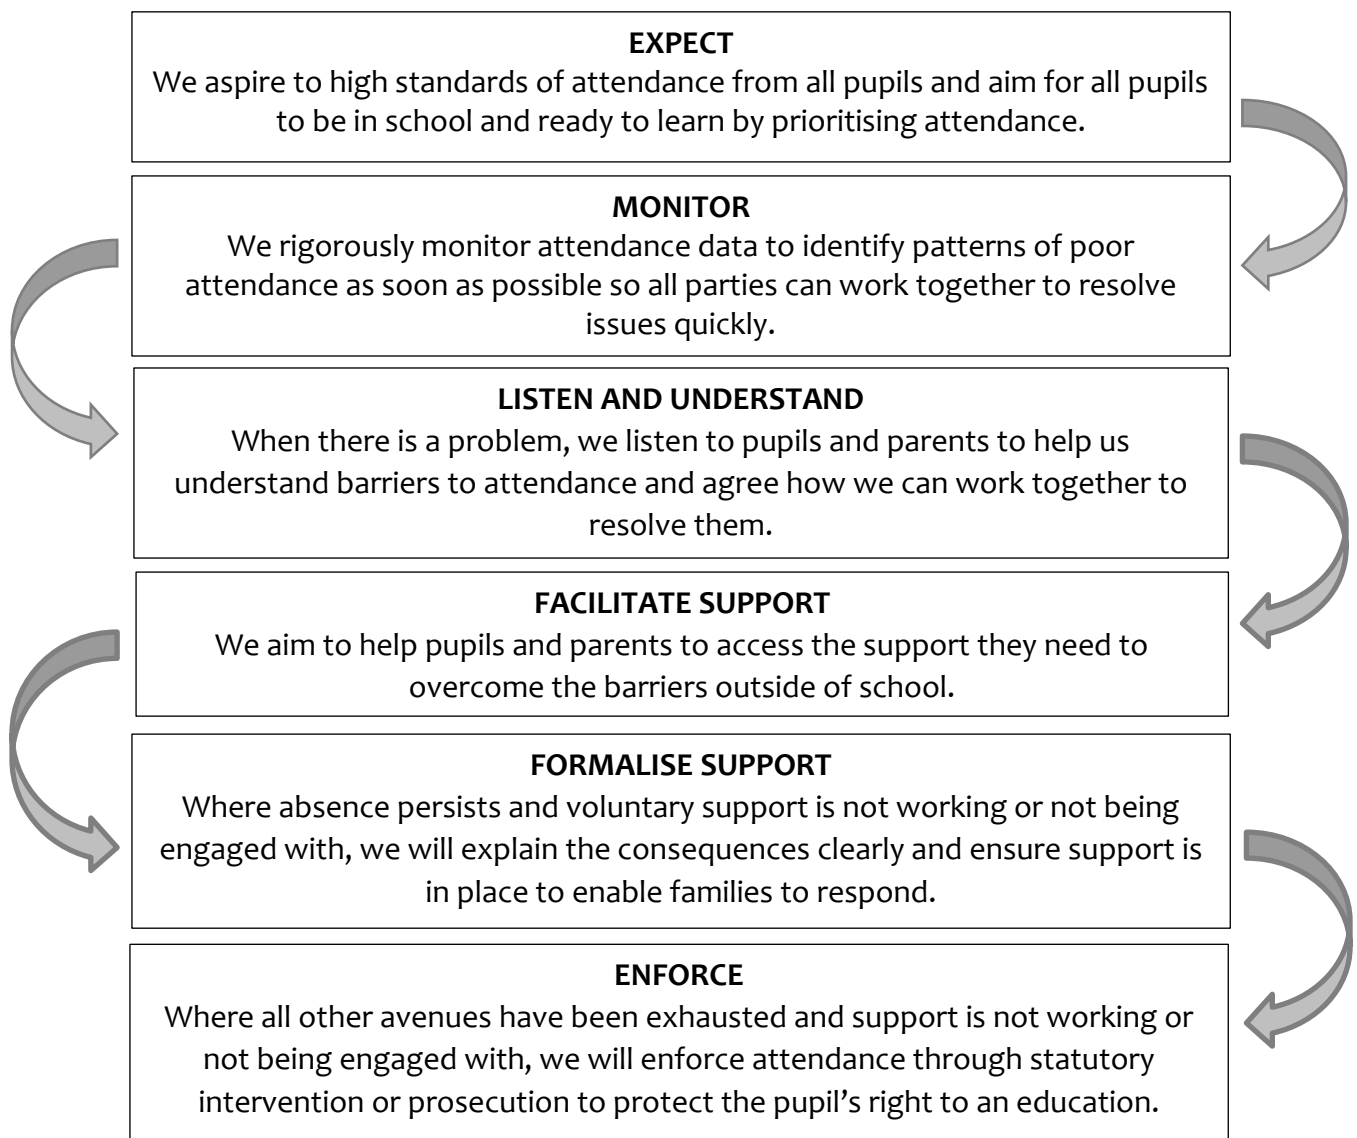 EXPECT
We aspire to high standards of attendance from all pupils and aim for all pupils
to be in school and ready to learn by prioritising attendance.
MONITOR
We rigorously monitor attendance data to identify patterns of poor
attendance as soon as possible so all parties can work together to resolve
issues quickly.
LISTEN AND UNDERSTAND
When there is a problem, we listen to pupils and parents to help us
understand barriers to attendance and agree how we can work together to
resolve them.
FACILITATE SUPPORT
We aim to help pupils and parents to access the support they need to
overcome the barriers outside of school.
FORMALISE SUPPORT
Where absence persists and voluntary support is not working or not being
engaged with, we will explain the consequences clearly and ensure support is
in place to enable families to respond.
ENFORCE
Where all other avenues have been exhausted and support is not working or
not being engaged with, we will enforce attendance through statutory
intervention or prosecution to protect the pupil’s right to an education.